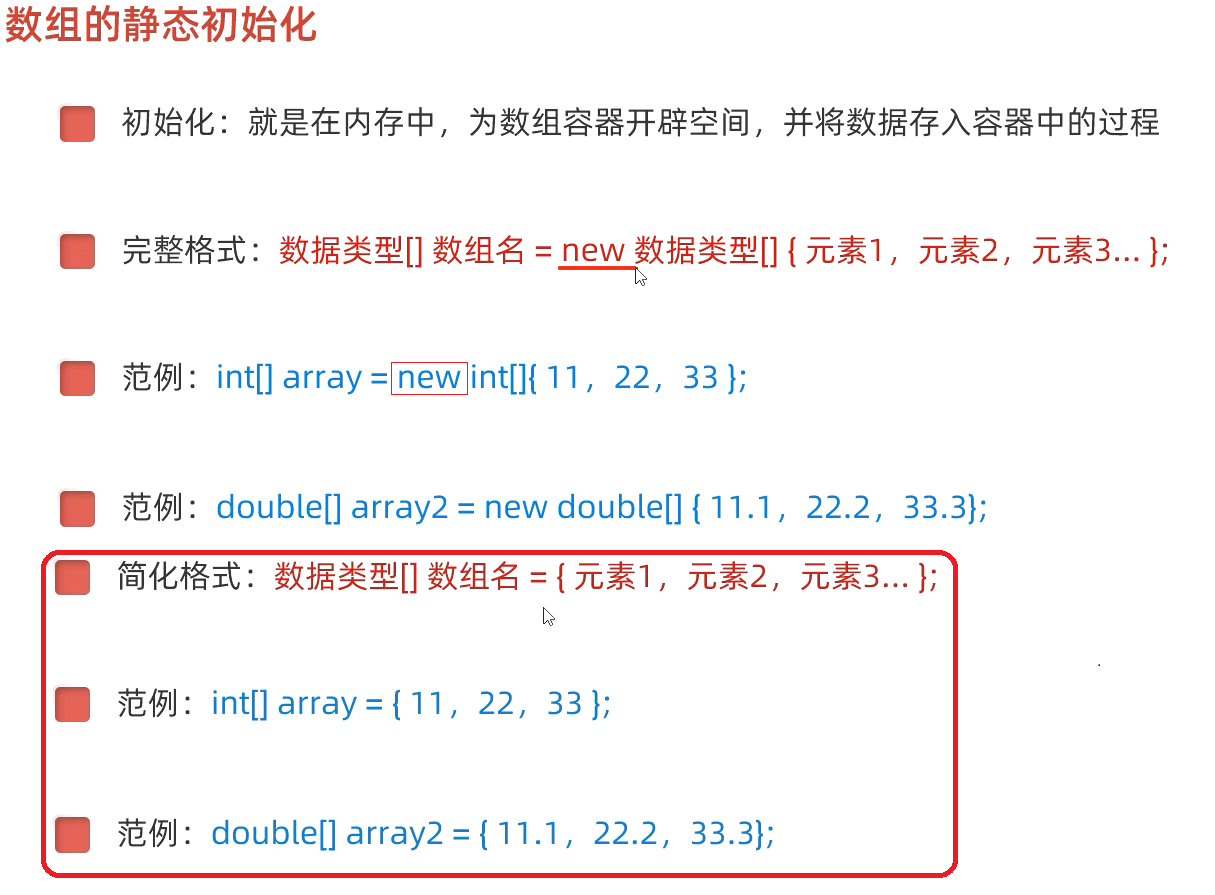 数组的静态初始化
初始化：就是在内存中，为数组容器开辟空间，并将数据存入容器中的过程
完整格式：数据类型[] 数组名 = new 数据类型[] { 元素1，元素2，元素3... };
范例：int[] array = new int[]{ 11，22，33 };
范例：double[] array2 = new double[] { 11.1，22.2，33.3};
简化格式：数据类型[] 数组名 = { 元素1，元素2，元素3... };
范例：int[] array = { 11，22，33 };
范例：double[] array2 = { 11.1，22.2，33.3};